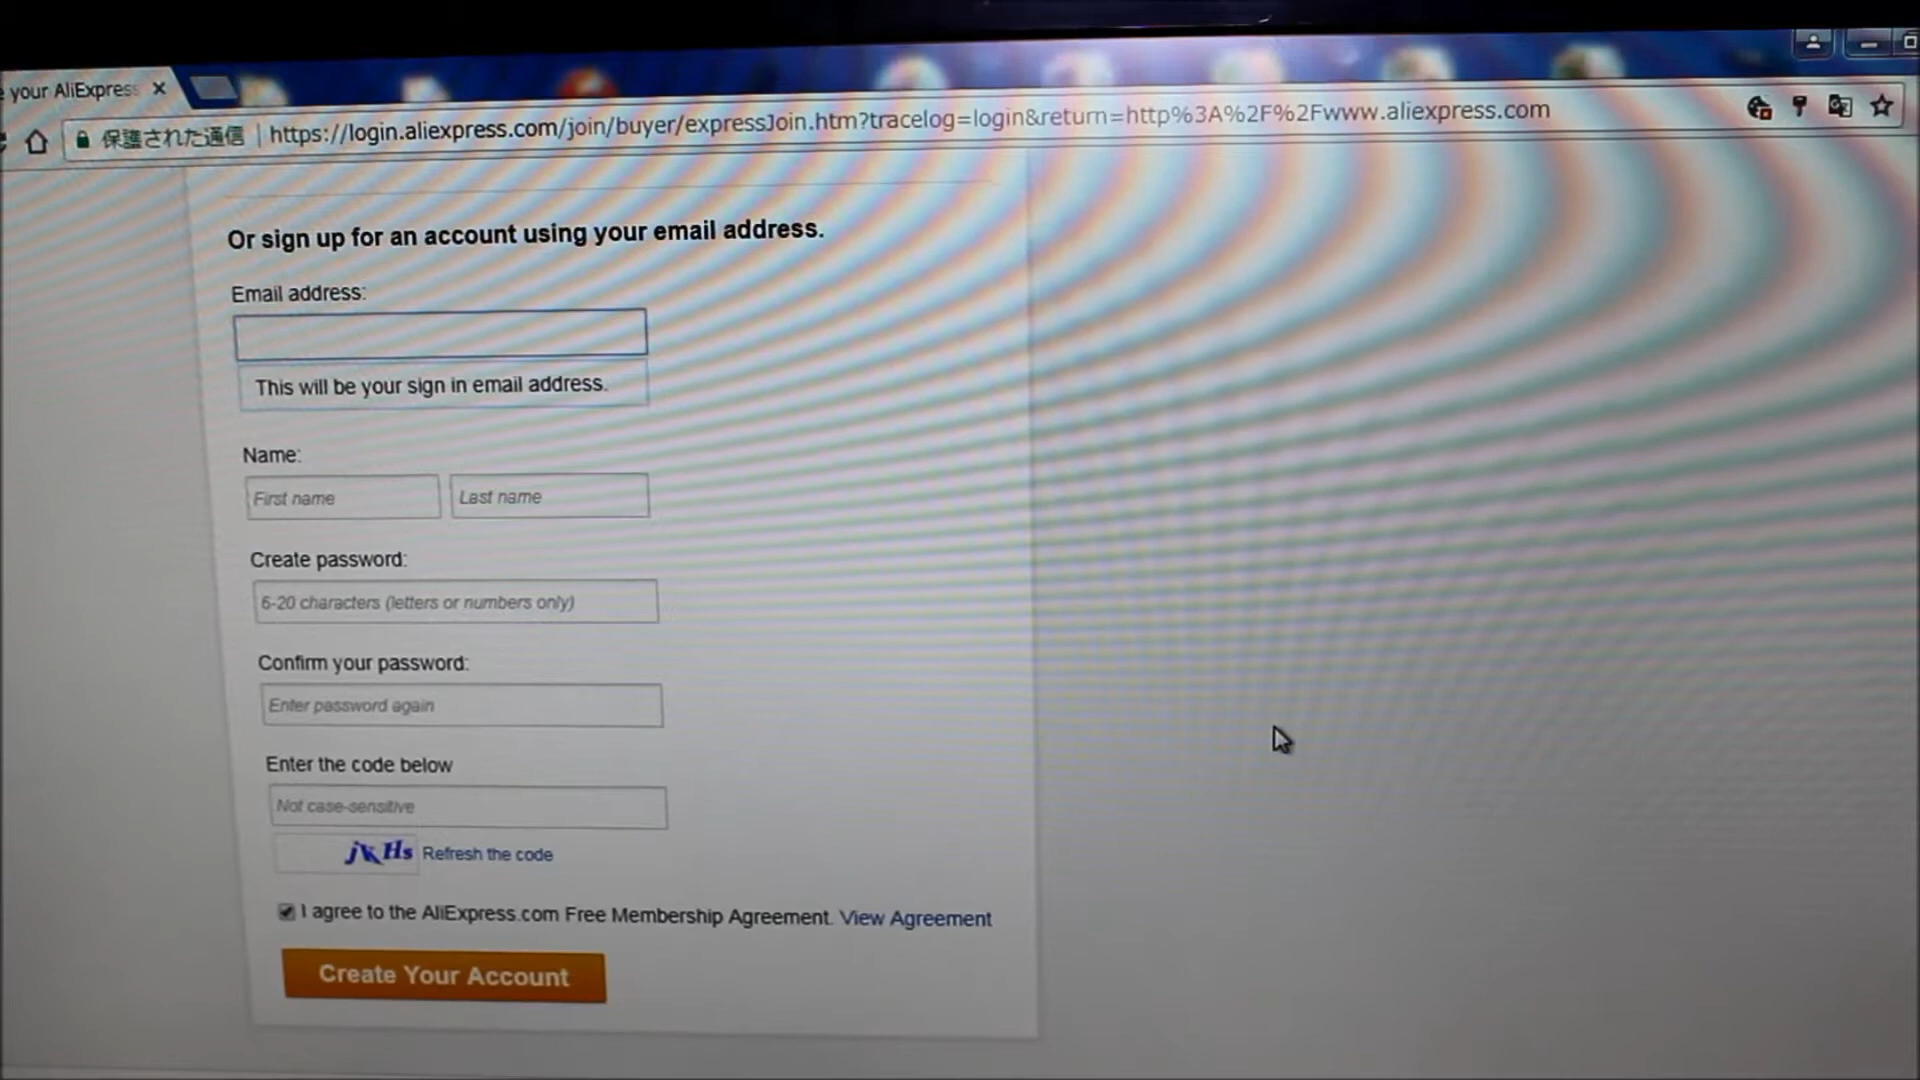 your AliExpress
保護された通信 | https://login.aliexpress.com/join/buyer/expressJoin.htm?tracelog=login&return=http%3A%2F%2Fwww.aliexpress.com
Or sign up for an account using your email address.
Email address:
This will be your sign in email address.
Name:
First name Last name
Create password:
6-20 characters (letters or numbers only)
Confirm your password:
Enter password again
Enter the code below
Not case-sensitive
Refresh the code
I agree to the AliExpress.com Free Membership Agreement. View Agreement
Create Your Account